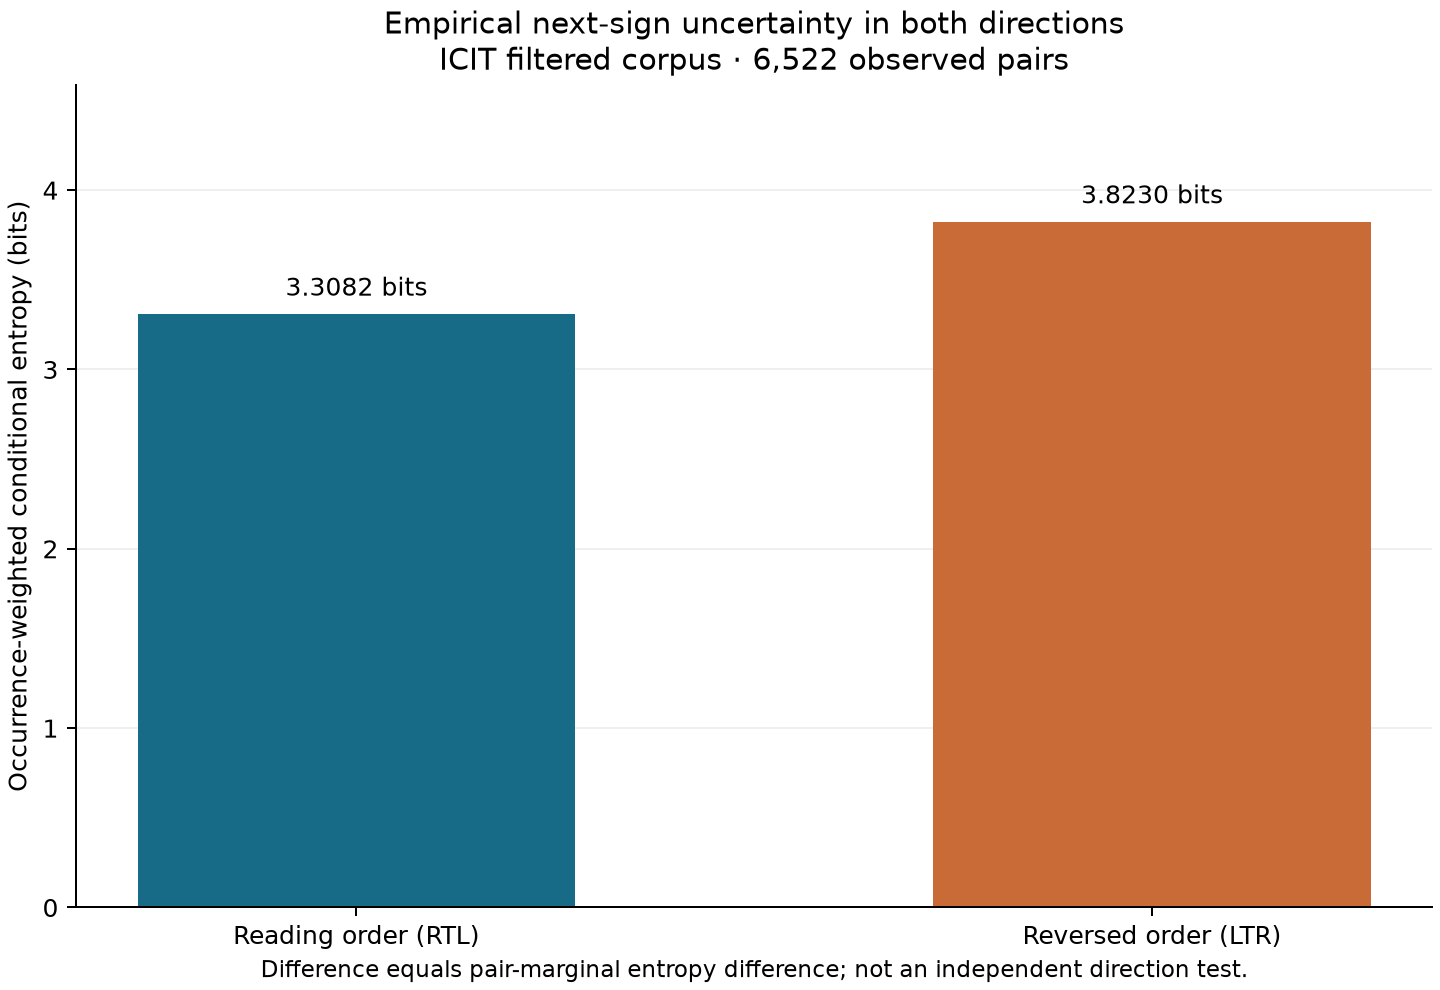 Empirical next-sign uncertainty in both directions
ICIT filtered corpus · 6,522 observed pairs
Occurrence-weighted conditional entropy (bits)
4
3
2
1
0
3.3082 bits
3.8230 bits
Reading order (RTL)
Reversed order (LTR)
Difference equals pair-marginal entropy difference; not an independent direction test.